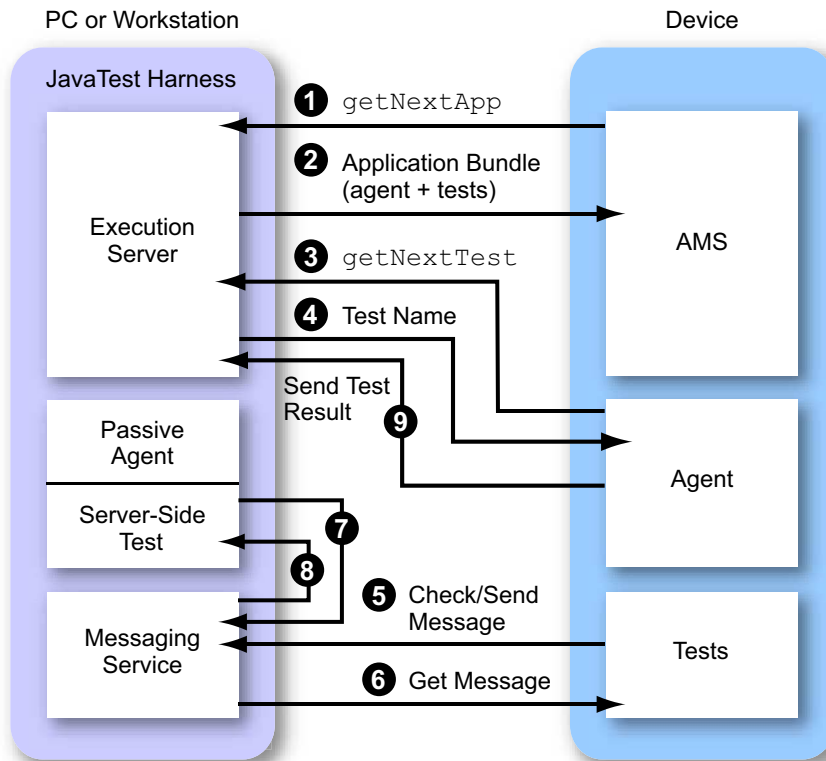 PC or Workstation
Device
JavaTest Harness
1 getNextApp
2 Application Bundle
(agent + tests)
Execution
Server
AMS
3 getNextTest
4 Test Name
Send Test
Result
9
Passive
Agent
Agent
Server-Side
Test
7
8
5 Check/Send
Message
Messaging
Service
Tests
6 Get Message